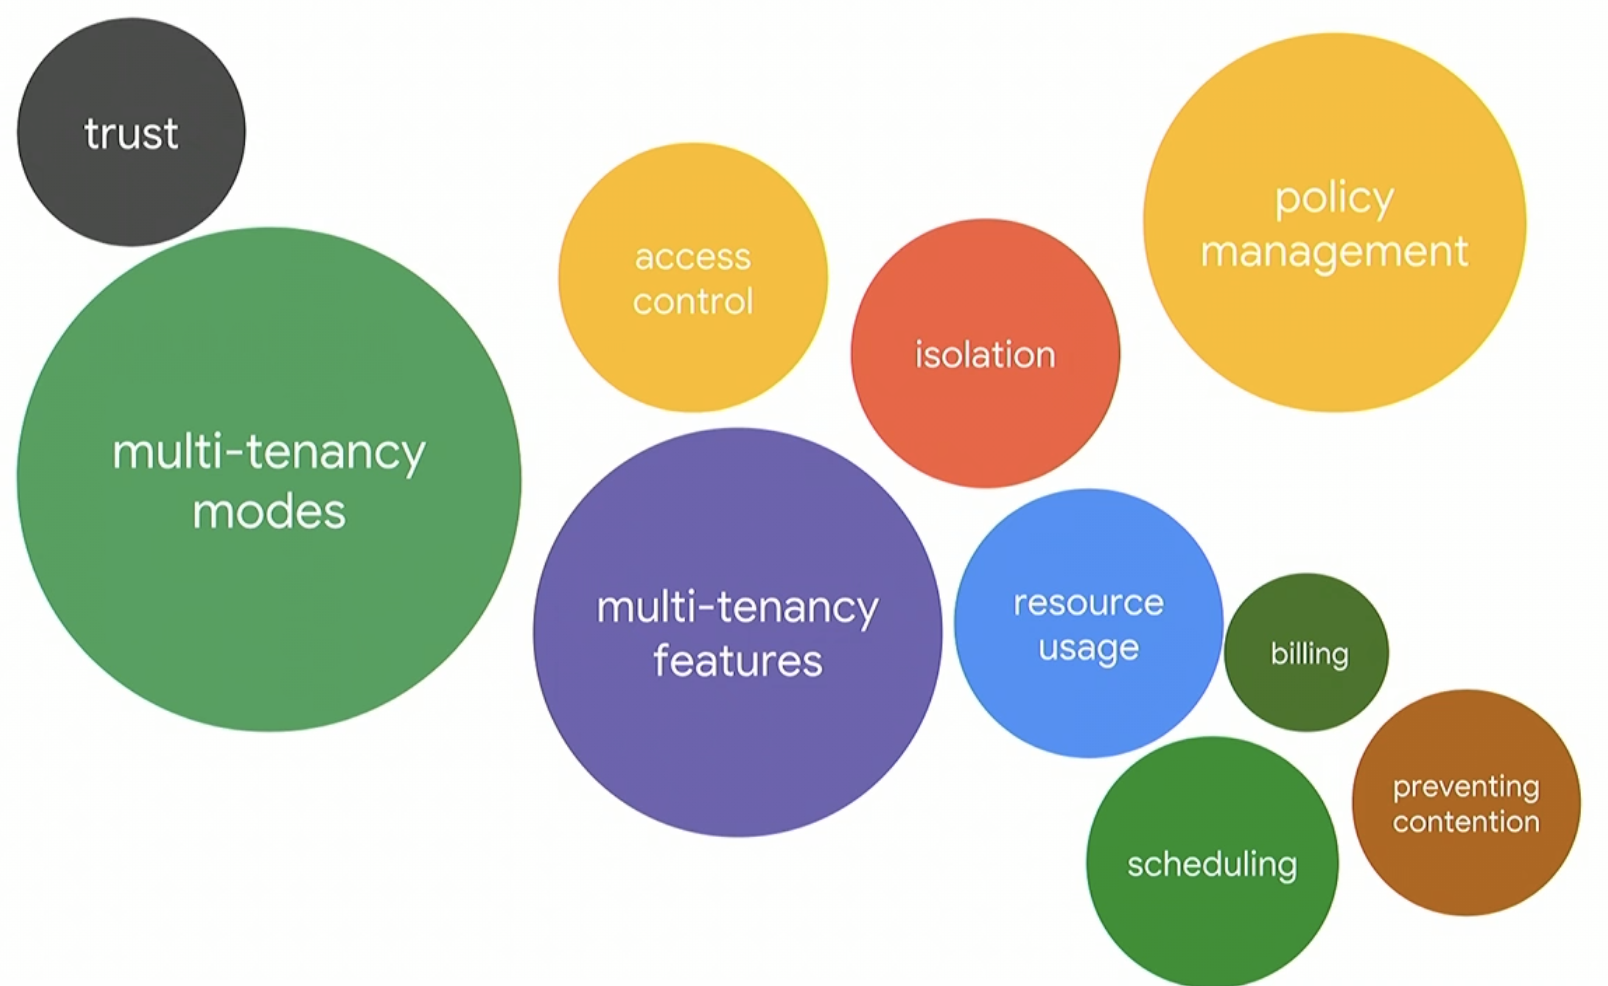 trust
multi-tenancy
modes
access
control
isolation
policy
management
multi-tenancy
features
resource
usage
billing
scheduling
preventing
contention